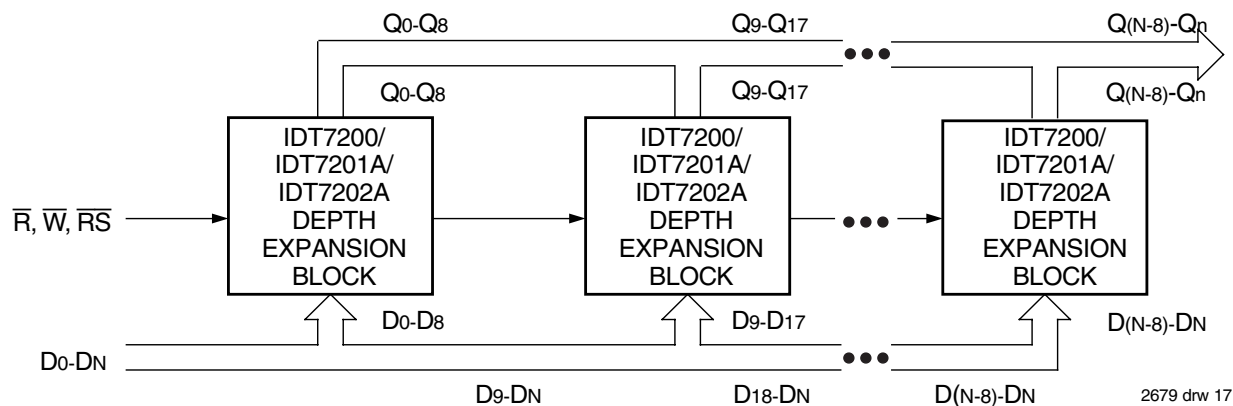 Q0-Q8 Q9-Q17 Q(N-8)-Qn
Q0-Q8 Q9-Q17 Q(N-8)-Qn
IDT7200/
IDT7201A/
IDT7202A
DEPTH
EXPANSION
BLOCK
IDT7200/
IDT7201A/
IDT7202A
DEPTH
EXPANSION
BLOCK
IDT7200/
IDT7201A/
IDT7202A
DEPTH
EXPANSION
BLOCK
R̅, W̅, R̅S̅
D0-D8 D9-D17 D(N-8)-DN
D0-DN
D9-DN D18-DN D(N-8)-DN
2679 drw 17